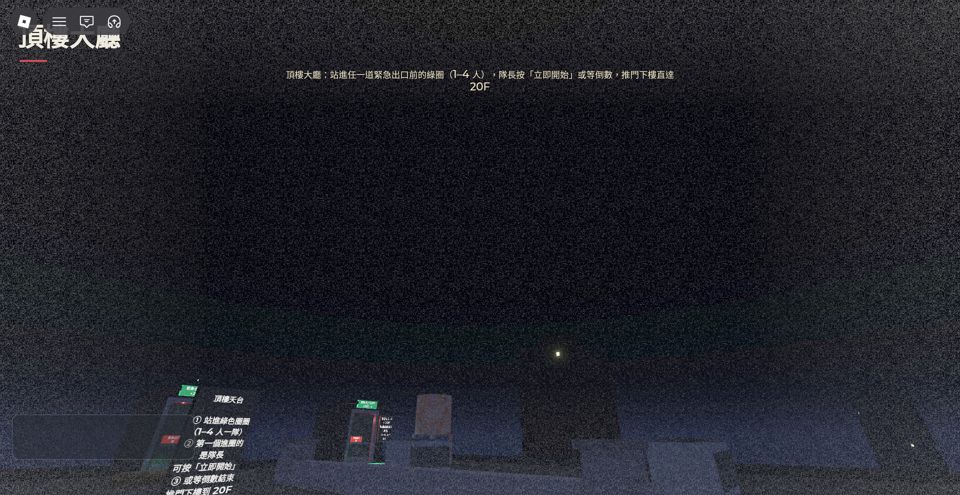 頂樓大廳
頂樓大廳：站進任一道緊急出口前的綠圈（1–4 人），隊長按「立即開始」或等倒數，推門下樓直達
20F
頂樓天台
① 站進綠色圈圈
（1–4 人一隊）
② 第一個進圈的
是隊長
可按「立即開始」
③ 或等倒數結束
推門下樓到 20F